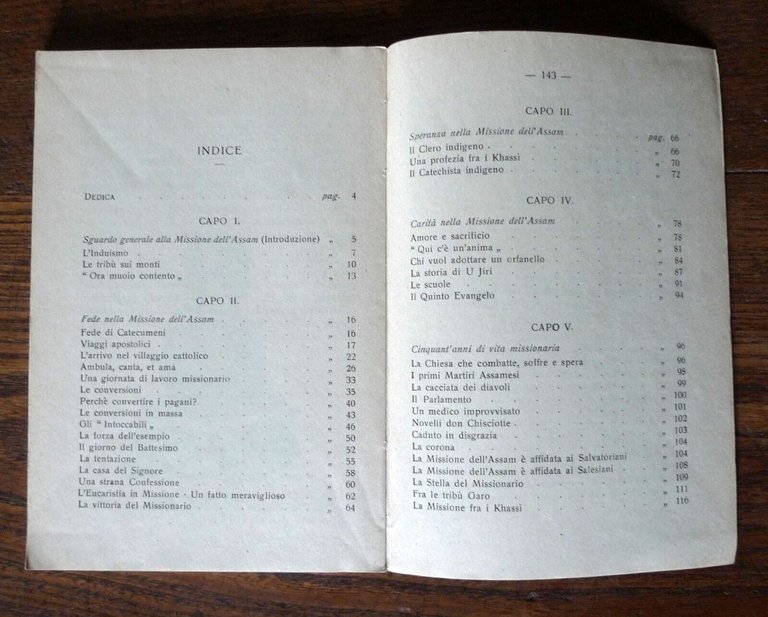 INDICE
DEDICA . . . . . . pag. 4
CAPO I.
Sguardo generale alla Missione dell'Assam (Introduzione) „ 5
L'Induismo . . . . . . „ 7
Le tribù sui monti . . . . . „ 10
“ Ora muoio contento „ . . . . . „ 13
CAPO II.
Fede nella Missione dell'Assam . . . . „ 16
Fede di Catecumeni . . . . . „ 16
Viaggi apostolici . . . . . „ 17
L'arrivo nel villaggio cattolico . . . . „ 22
Ambula, canta, et ama . . . . . „ 26
Una giornata di lavoro missionario . . . „ 33
Le conversioni . . . . . . „ 35
Perchè convertire i pagani? . . . . „ 40
Le conversioni in massa . . . . „ 43
Gli “ Intoccabili „ . . . . . „ 46
La forza dell'esempio . . . . . „ 50
Il giorno del Battesimo . . . . „ 52
La tentazione . . . . . . „ 55
La casa del Signore . . . . . „ 58
Una strana Confessione . . . . „ 60
L'Eucaristia in Missione - Un fatto meraviglioso . „ 62
La vittoria del Missionario . . . . „ 64
— 143 —
CAPO III.
Speranza nella Missione dell'Assam . . . pag. 66
Il Clero indigeno . . . . . „ 66
Una profezia fra i Khassi . . . . „ 70
Il Catechista indigeno . . . . . „ 72
CAPO IV.
Carità nella Missione dell'Assam . . . . „ 78
Amore e sacrificio . . . . . „ 78
“ Qui c'è un'anima „ . . . . . „ 81
Chi vuol adottare un orfanello . . . . „ 84
La storia di U Jiri . . . . . „ 87
Le scuole . . . . . . „ 91
Il Quinto Evangelo . . . . . „ 94
CAPO V.
Cinquant'anni di vita missionaria . . . „ 96
La Chiesa che combatte, soffre e spera . . . „ 96
I primi Martiri Assamesi . . . . „ 98
La cacciata dei diavoli . . . . . „ 99
Il Parlamento . . . . . . „ 100
Un medico improvvisato . . . . „ 101
Novelli don Chisciotte . . . . . „ 102
Caduto in disgrazia . . . . . „ 103
La corona . . . . . . „ 104
La Missione dell'Assam è affidata ai Salvatoriani . „ 104
La Missione dell'Assam è affidata ai Salesiani . „ 108
La Stella del Missionario . . . . „ 109
Fra le tribù Garo . . . . . „ 111
La Missione fra i Khassi . . . . „ 116